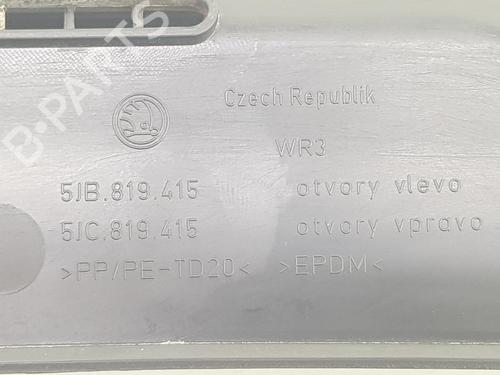 B-PARTS
Czech Republik
WR3
5JB.819.415 otvory vlevo
5JC.819.415 otvory vpravo
>PP/PE-TD20< >EPDM<